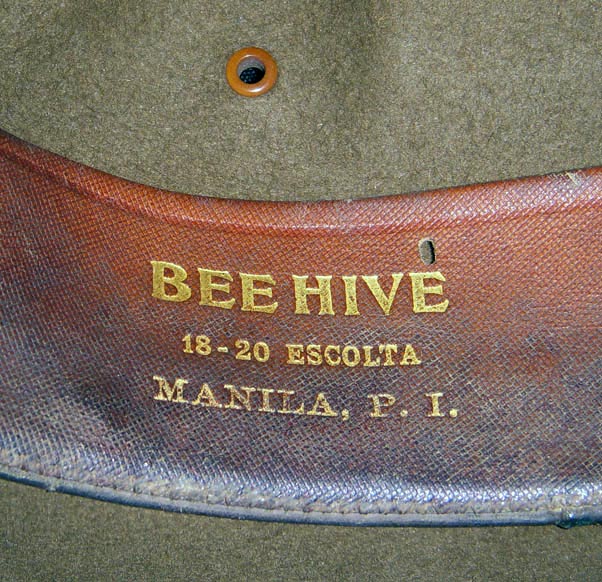 BEE HIVE
18-20 ESCOLTA
MANILA, P. I.